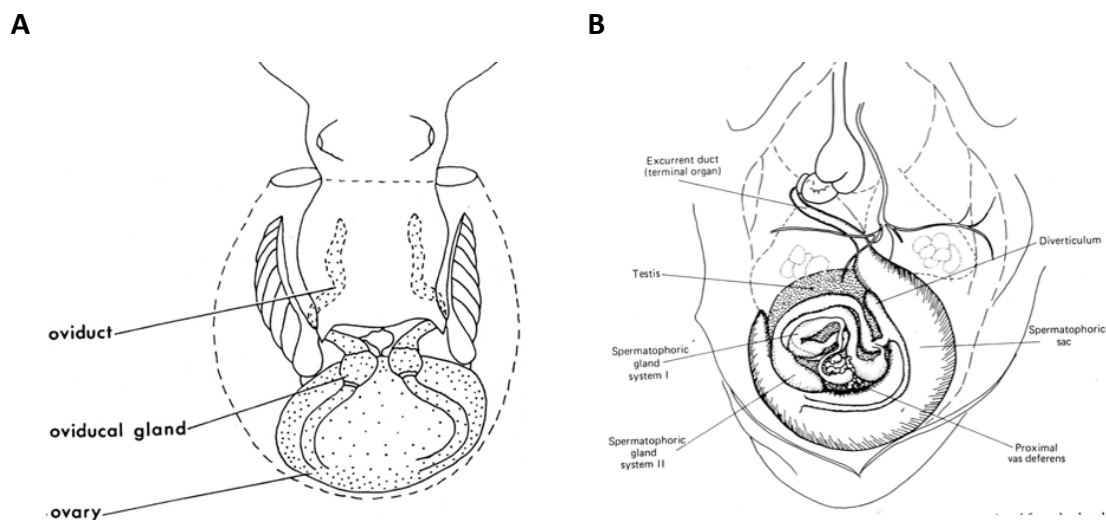 A
B
oviduct
oviducal gland
ovary
Excurrent duct
(terminal organ)
Testis
Spermatophoric
gland
system I
Spermatophoric
gland
system II
Diverticulum
Spermatophoric
sac
Proximal
vas deferens